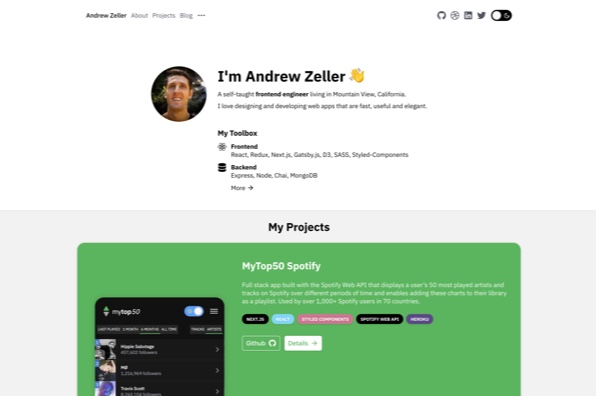 Andrew Zeller About Projects Blog •••
I'm Andrew Zeller 👋
A self-taught frontend engineer living in Mountain View, California.
I love designing and developing web apps that are fast, useful and elegant.
My Toolbox
Frontend
React, Redux, Next.js, Gatsby.js, D3, SASS, Styled-Components
Backend
Express, Node, Chai, MongoDB
More →
My Projects
MyTop50 Spotify
Full stack app built with the Spotify Web API that displays a user's 50 most played artists and
tracks on Spotify over different periods of time and enables adding these charts to their library
as a playlist. Used by over 1,000+ Spotify users in 70 countries.
NEXT.JS REACT STYLED COMPONENTS SPOTIFY WEB API HEROKU
Github Details →
mytop50
LAST PLAYED 1 MONTH 6 MONTHS ALL TIME TRACKS ARTISTS
Hippie Sabotage
457,602 followers
MØ
1,216,969 followers
Travis Scott